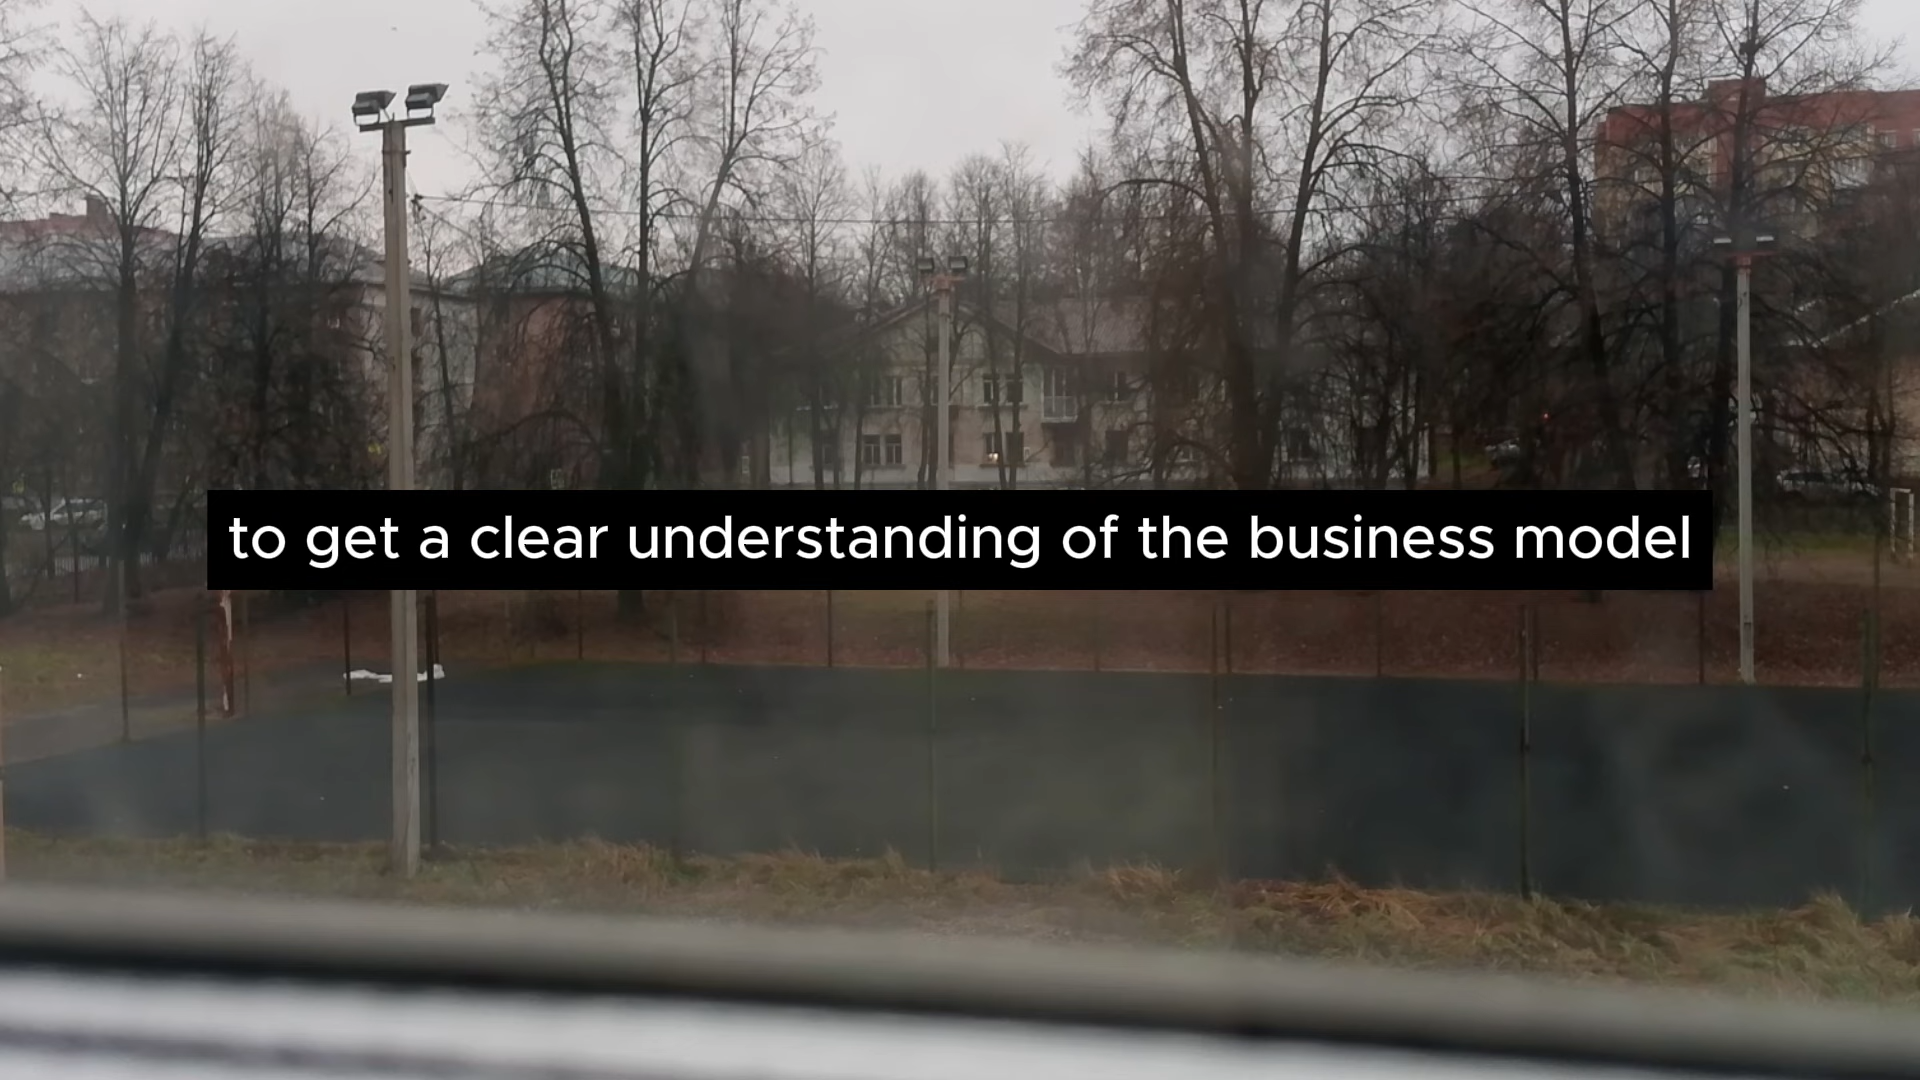 to get a clear understanding of the business model